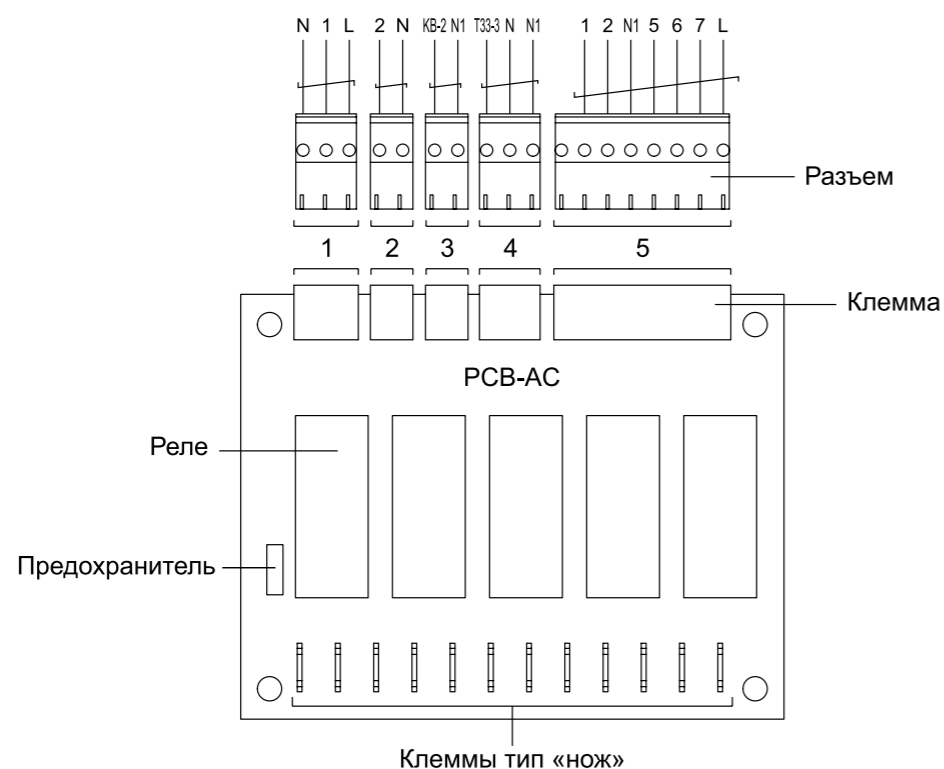 N 1 L 2 N KB-2 N1 T33-3 N N1 1 2 N1 5 6 7 L
Разъем
1 2 3 4 5
Клемма
PCB-AC
Реле
Предохранитель
Клеммы тип «нож»